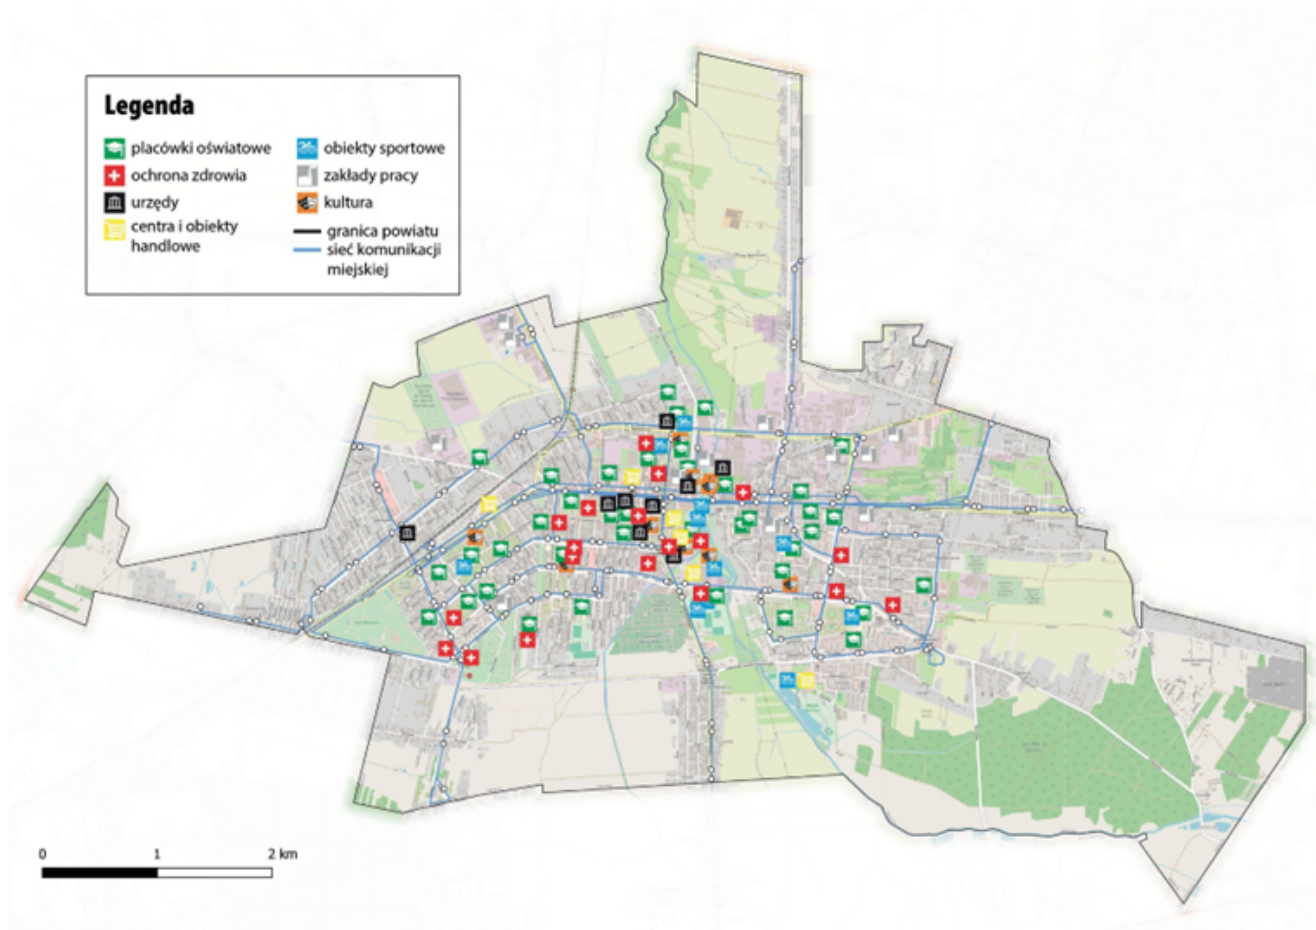 Legenda
placówki oświatowe
ochrona zdrowia
urzędy
centra i obiekty
handlowe
obiekty sportowe
zakłady pracy
kultura
granica powiatu
sieć komunikacji
miejskiej
0 1 2 km